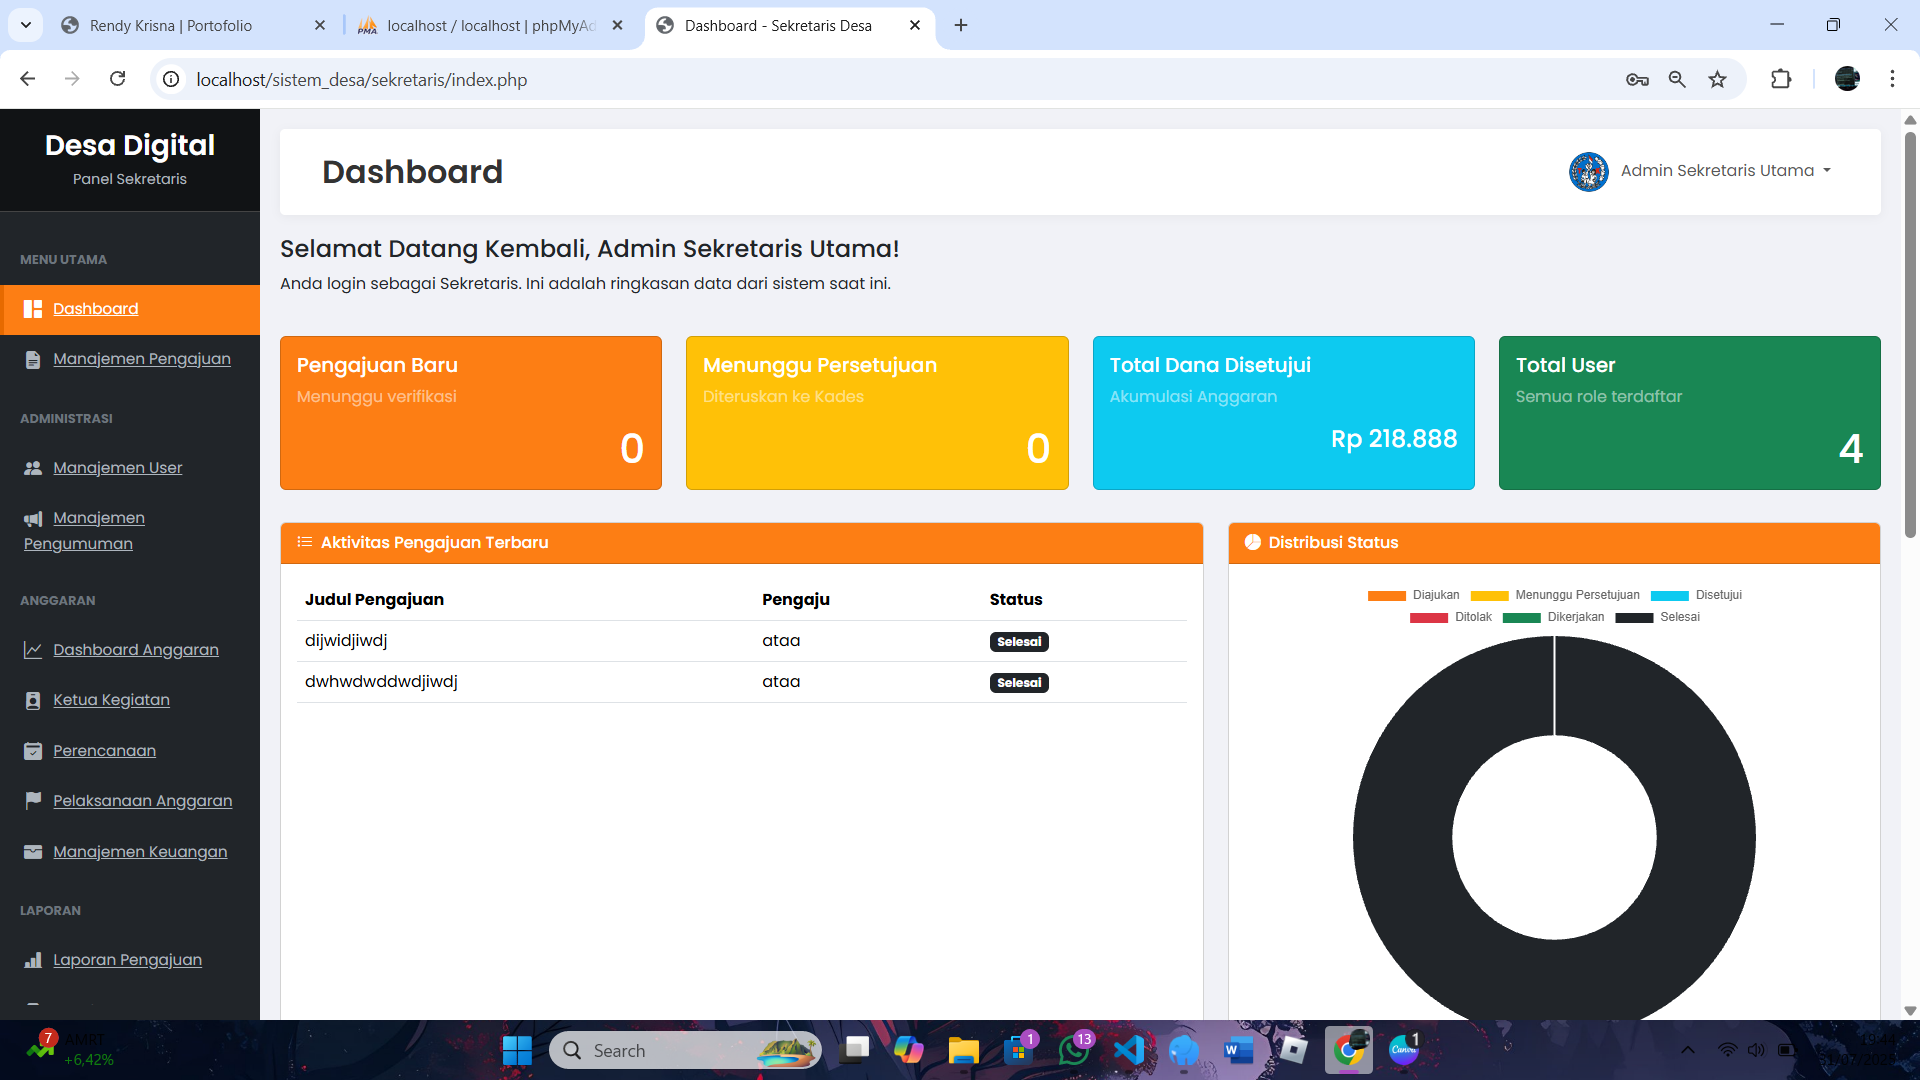 Rendy Krisna | Portofolio
localhost / localhost | phpMyAd
Dashboard - Sekretaris Desa
localhost/sistem_desa/sekretaris/index.php
Desa Digital
Panel Sekretaris
MENU UTAMA
Dashboard
Manajemen Pengajuan
ADMINISTRASI
Manajemen User
Manajemen
Pengumuman
ANGGARAN
Dashboard Anggaran
Ketua Kegiatan
Perencanaan
Pelaksanaan Anggaran
Manajemen Keuangan
LAPORAN
Laporan Pengajuan
Dashboard
Admin Sekretaris Utama
Selamat Datang Kembali, Admin Sekretaris Utama!
Anda login sebagai Sekretaris. Ini adalah ringkasan data dari sistem saat ini.
Pengajuan Baru
Menunggu verifikasi
0
Menunggu Persetujuan
Diteruskan ke Kades
0
Total Dana Disetujui
Akumulasi Anggaran
Rp 218.888
Total User
Semua role terdaftar
4
Aktivitas Pengajuan Terbaru
Judul Pengajuan Pengaju Status
dijwidjiwdj ataa Selesai
dwhwdwddwdjiwdj ataa Selesai
Distribusi Status
Diajukan Menunggu Persetujuan Disetujui
Ditolak Dikerjakan Selesai
7
AMRT
+6,42%
Search
1
13
1